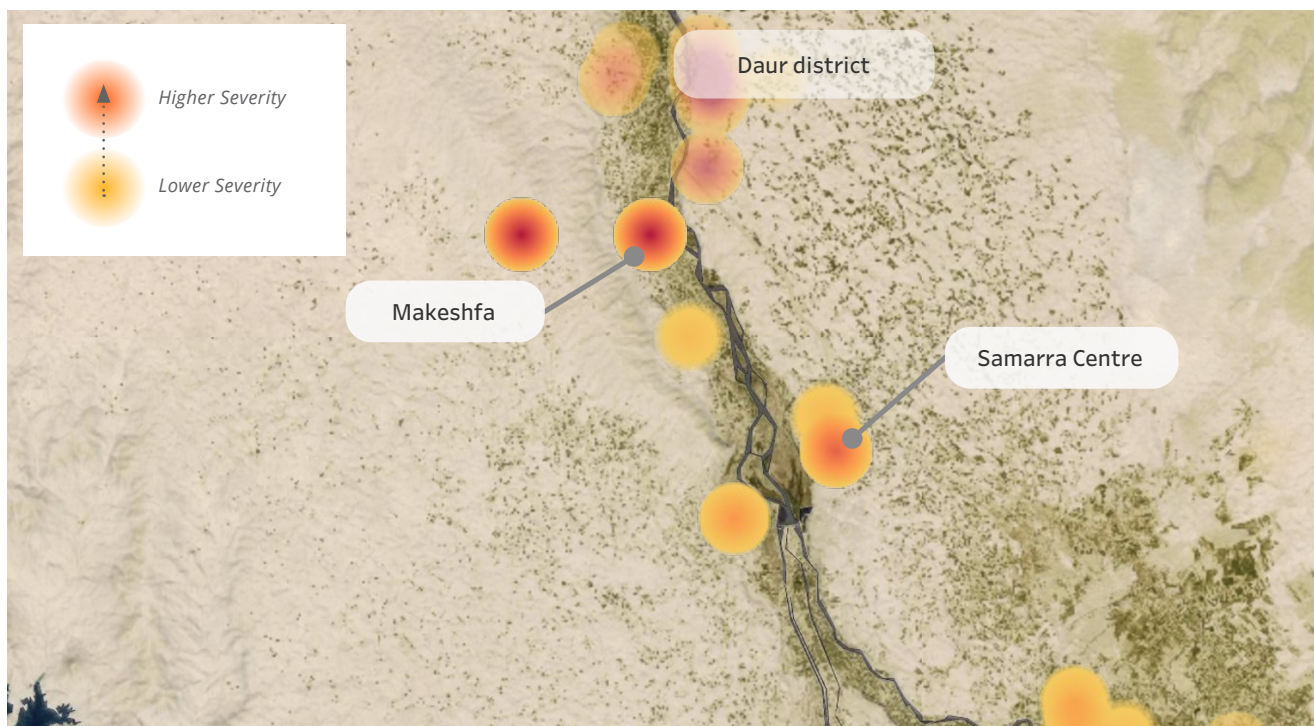 Higher Severity
Lower Severity
Daur district
Makeshfa
Samarra Centre